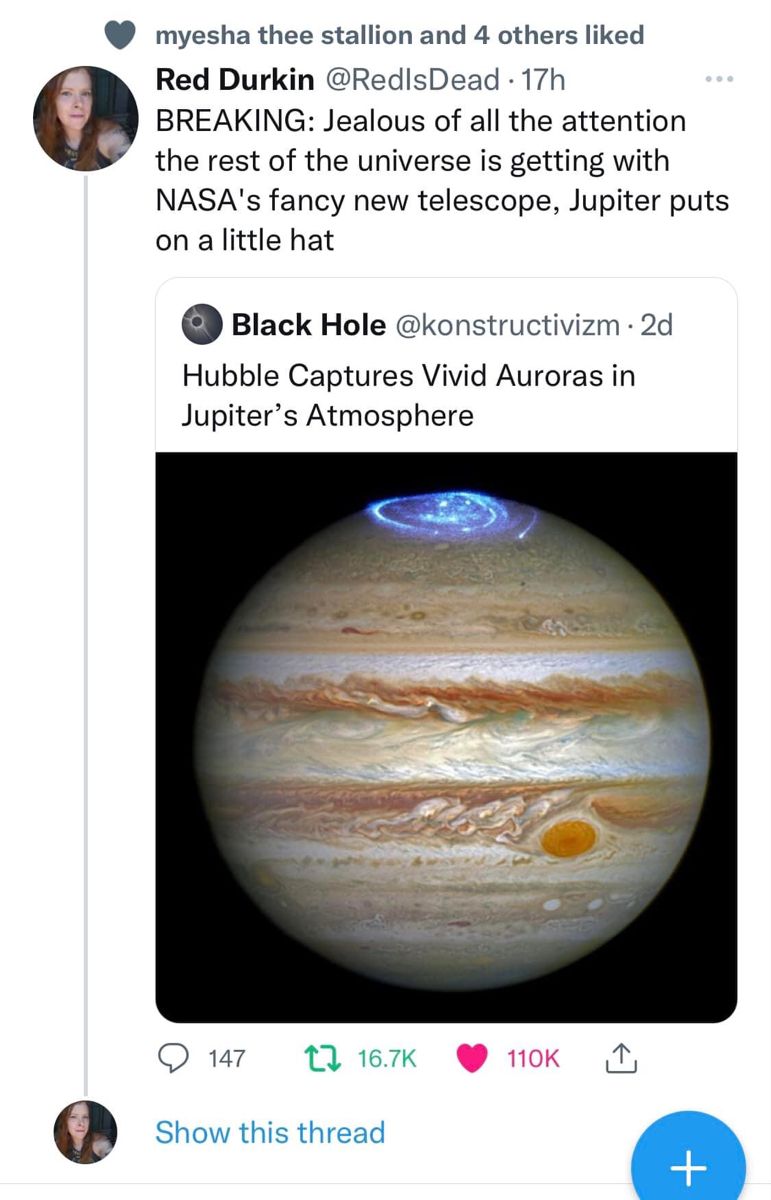 myesha thee stallion and 4 others liked
Red Durkin @RedIsDead · 17h
BREAKING: Jealous of all the attention
the rest of the universe is getting with
NASA's fancy new telescope, Jupiter puts
on a little hat
Black Hole @konstructivizm · 2d
Hubble Captures Vivid Auroras in
Jupiter’s Atmosphere
147 16.7K 110K
Show this thread